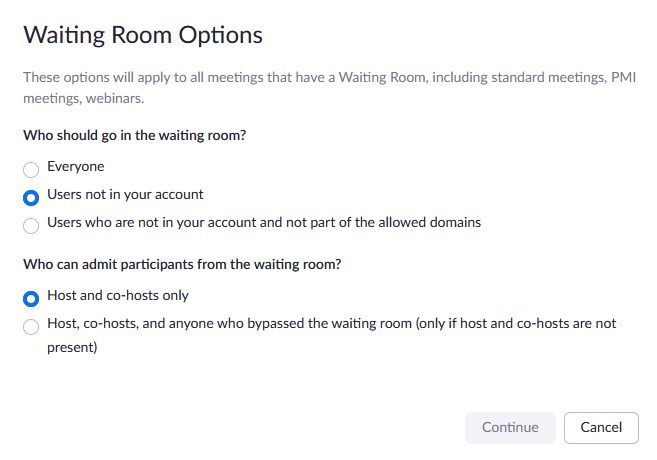 Waiting Room Options
These options will apply to all meetings that have a Waiting Room, including standard meetings, PMI
meetings, webinars.
Who should go in the waiting room?
Everyone
Users not in your account
Users who are not in your account and not part of the allowed domains
Who can admit participants from the waiting room?
Host and co-hosts only
Host, co-hosts, and anyone who bypassed the waiting room (only if host and co-hosts are not
present)
Continue
Cancel